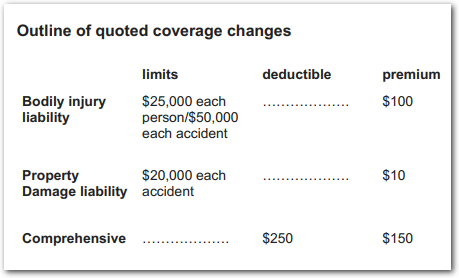 Outline of quoted coverage changes
limits deductible premium
Bodily injury $25,000 each ................... $100
liability person/$50,000
each accident
Property $20,000 each ................... $10
Damage liability accident
Comprehensive ................... $250 $150